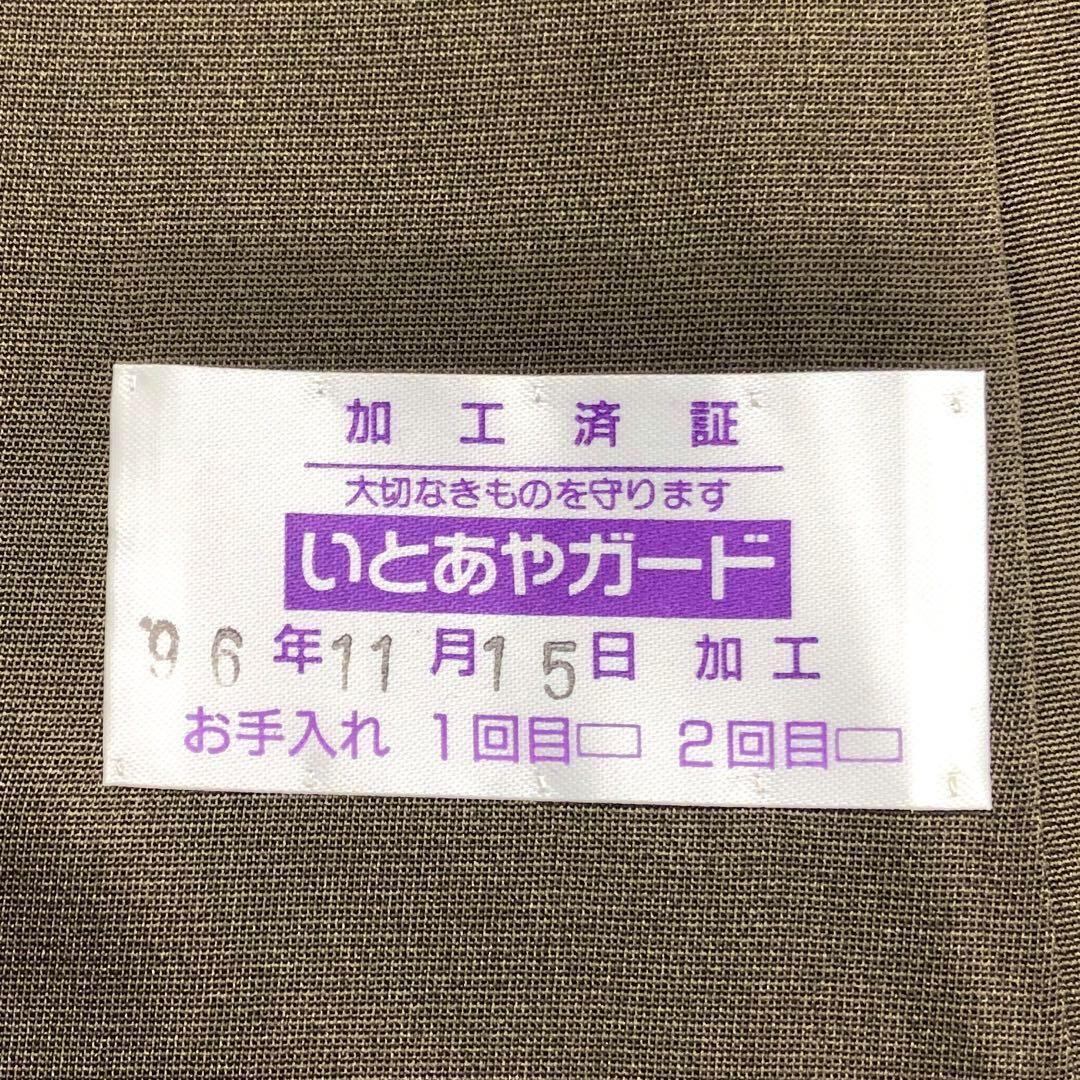 加工済証
大切なきものを守ります
いとあやガード
'96年11月15日 加工
お手入れ 1回目□ 2回目□